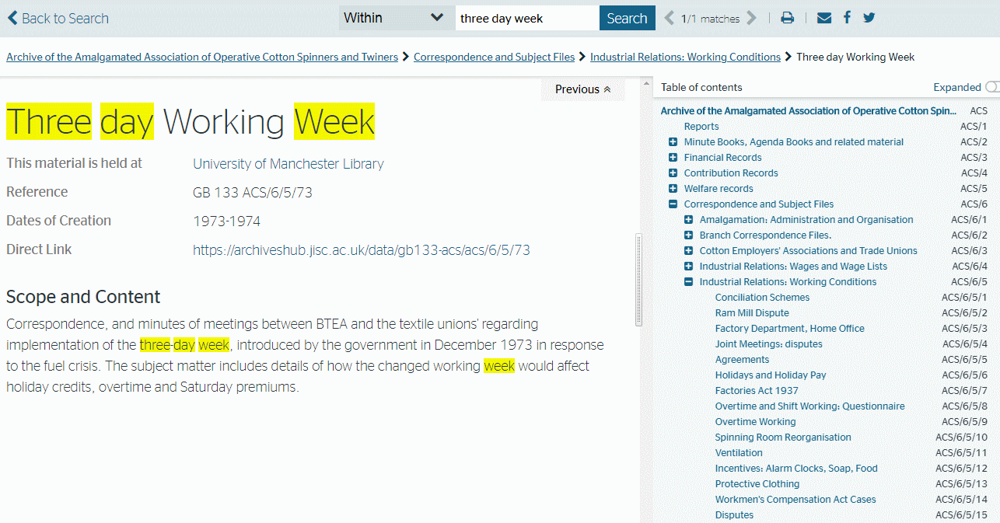 Back to Search Within three day week Search 1/1 matches
Archive of the Amalgamated Association of Operative Cotton Spinners and Twiners Correspondence and Subject Files Industrial Relations: Working Conditions Three day Working Week
Previous
Three day Working Week
This material is held at University of Manchester Library
Reference GB 133 ACS/6/5/73
Dates of Creation 1973-1974
Direct Link https://archiveshub.jisc.ac.uk/data/gb133-acs/acs/6/5/73
Scope and Content
Correspondence, and minutes of meetings between BTEA and the textile unions' regarding
implementation of the three-day week, introduced by the government in December 1973 in response
to the fuel crisis. The subject matter includes details of how the changed working week would affect
holiday credits, overtime and Saturday premiums.
Table of contents Expanded
Archive of the Amalgamated Association of Operative Cotton Spin... ACS
Reports ACS/1
Minute Books, Agenda Books and related material ACS/2
Financial Records ACS/3
Contribution Records ACS/4
Welfare records ACS/5
Correspondence and Subject Files ACS/6
Amalgamation: Administration and Organisation ACS/6/1
Branch Correspondence Files. ACS/6/2
Cotton Employers' Associations and Trade Unions ACS/6/3
Industrial Relations: Wages and Wage Lists ACS/6/4
Industrial Relations: Working Conditions ACS/6/5
Conciliation Schemes ACS/6/5/1
Ram Mill Dispute ACS/6/5/2
Factory Department, Home Office ACS/6/5/3
Joint Meetings: disputes ACS/6/5/4
Agreements ACS/6/5/5
Holidays and Holiday Pay ACS/6/5/6
Factories Act 1937 ACS/6/5/7
Overtime and Shift Working: Questionnaire ACS/6/5/8
Overtime Working ACS/6/5/9
Spinning Room Reorganisation ACS/6/5/10
Ventilation ACS/6/5/11
Incentives: Alarm Clocks, Soap, Food ACS/6/5/12
Protective Clothing ACS/6/5/13
Workmen's Compensation Act Cases ACS/6/5/14
Disputes ACS/6/5/15